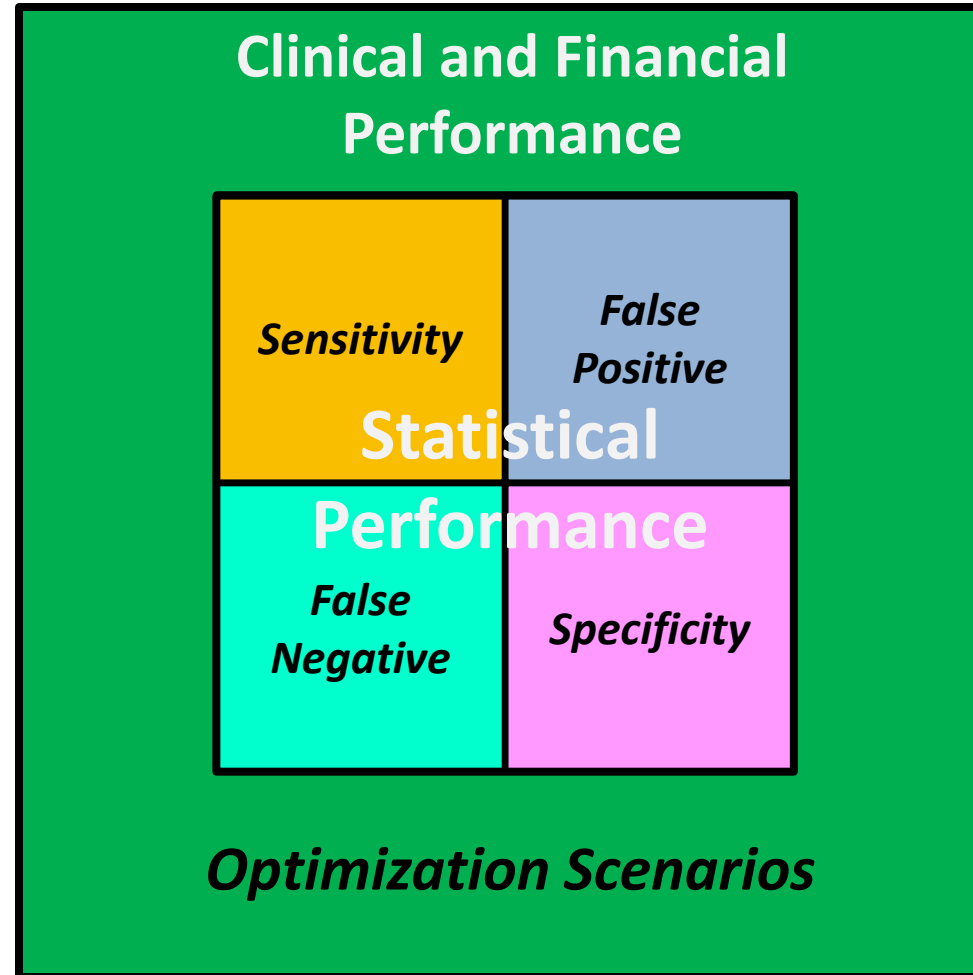 Clinical and Financial
Performance
Sensitivity
False
Positive
Statistical
Performance
False
Negative
Specificity
Optimization Scenarios